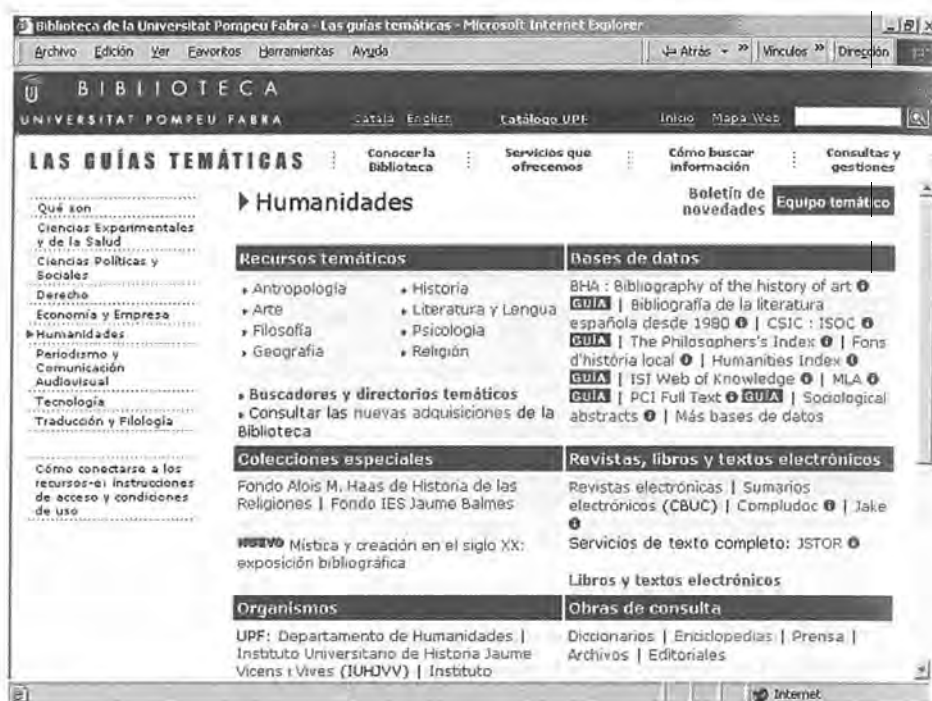 Biblioteca de la Universitat Pompeu Fabra - Las guías temáticas - Microsoft Internet Explorer
Archivo Edición Ver Favoritos Herramientas Ayuda Atrás » Vínculos » Dirección
BIBLIOTECA
UNIVERSITAT POMPEU FABRA Català English Catálogo UPF Inicio Mapa Web
LAS GUÍAS TEMÁTICAS
Conocer la
Biblioteca
Servicios que
ofrecemos
Cómo buscar
información
Consultas y
gestiones
Qué son
Ciencias Experimentales
y de la Salud
Ciencias Políticas y
Sociales
Derecho
Economía y Empresa
Humanidades
Periodismo y
Comunicación
Audiovisual
Tecnología
Traducción y Filología
Cómo conectarse a los
recursos-e: instrucciones
de acceso y condiciones
de uso
Humanidades
Boletín de
novedades
Equipo temático
Recursos temáticos
Antropología
Arte
Filosofía
Geografía
Historia
Literatura y Lengua
Psicología
Religión
Buscadores y directorios temáticos
Consultar las nuevas adquisiciones de la
Biblioteca
Bases de datos
BHA : Bibliography of the history of art
GUÍA | Bibliografía de la literatura
española desde 1980 | CSIC : ISOC
GUÍA | The Philosophers's Index | Fons
d'història local | Humanities Index
GUÍA | ISI Web of Knowledge | MLA
GUÍA | PCI Full Text GUÍA | Sociological
abstracts | Más bases de datos
Colecciones especiales
Fondo Alois M. Haas de Historia de las
Religiones | Fondo IES Jaume Balmes
NUEVO Mística y creación en el siglo XX:
exposición bibliográfica
Revistas, libros y textos electrónicos
Revistas electrónicas | Sumarios
electrónicos (CBUC) | Compludoc | Jake
Servicios de texto completo: JSTOR
Libros y textos electrónicos
Organismos
UPF: Departamento de Humanidades |
Instituto Universitario de Historia Jaume
Vicens i Vives (IUHJVV) | Instituto
Obras de consulta
Diccionarios | Enciclopedias | Prensa |
Archivos | Editoriales
Internet